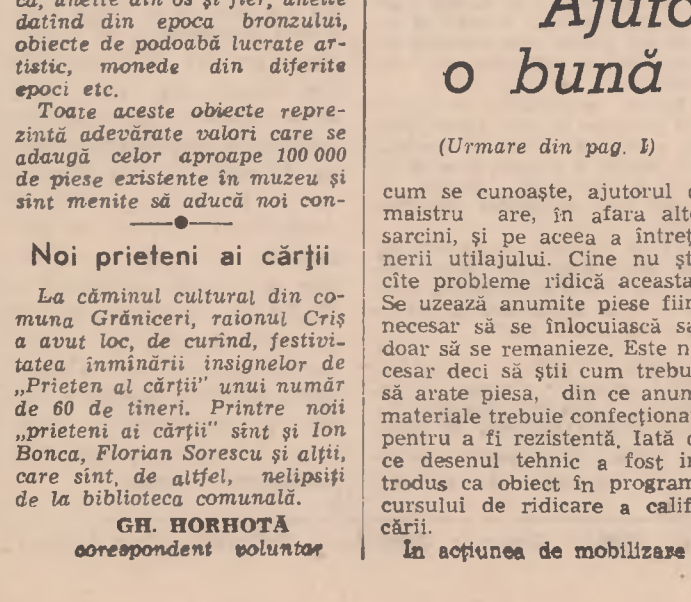 că, din os și fier,
datînd din epoca bronzului,
obiecte de podoabă lucrate ar-
tistic, monede din diferite
epoci etc.
Toate aceste obiecte repre-
zintă adevărate valori care se
adaugă celor aproape 100 000
de piese existente în muzeu și
sînt menite să aducă noi con-
Noi prieteni ai cărții
La căminul cultural din co-
muna Grăniceri, raionul Criș
a avut loc, de curînd, festivi-
tatea înmînării insignelor de
„Prieten al cărții" unui număr
de 60 de tineri. Printre noii
„prieteni ai cărții" sînt și Ion
Bonca, Florian Sorescu și alții,
care sînt, de altfel, nelipsiți
de la biblioteca comunală.
GH. HORHOTĂ
corespondent voluntar
Ajuto
o bună
(Urmare din pag. I)
cum se cunoaște, ajutorul d
maistru are, în afara alt
sarcini, și pe aceea a întreț
nerii utilajului. Cine nu șt
cîte probleme ridică aceasta
Se uzează anumite piese fiin
necesar să se înlocuiască sa
doar să se remanieze. Este n
cesar deci să știi cum trebu
să arate piesa, din ce anum
materiale trebuie confecționa
pentru a fi rezistentă. Iată d
ce desenul tehnic a fost in
trodus ca obiect în program
cursului de ridicare a calif
cării.
În acțiunea de mobilizare